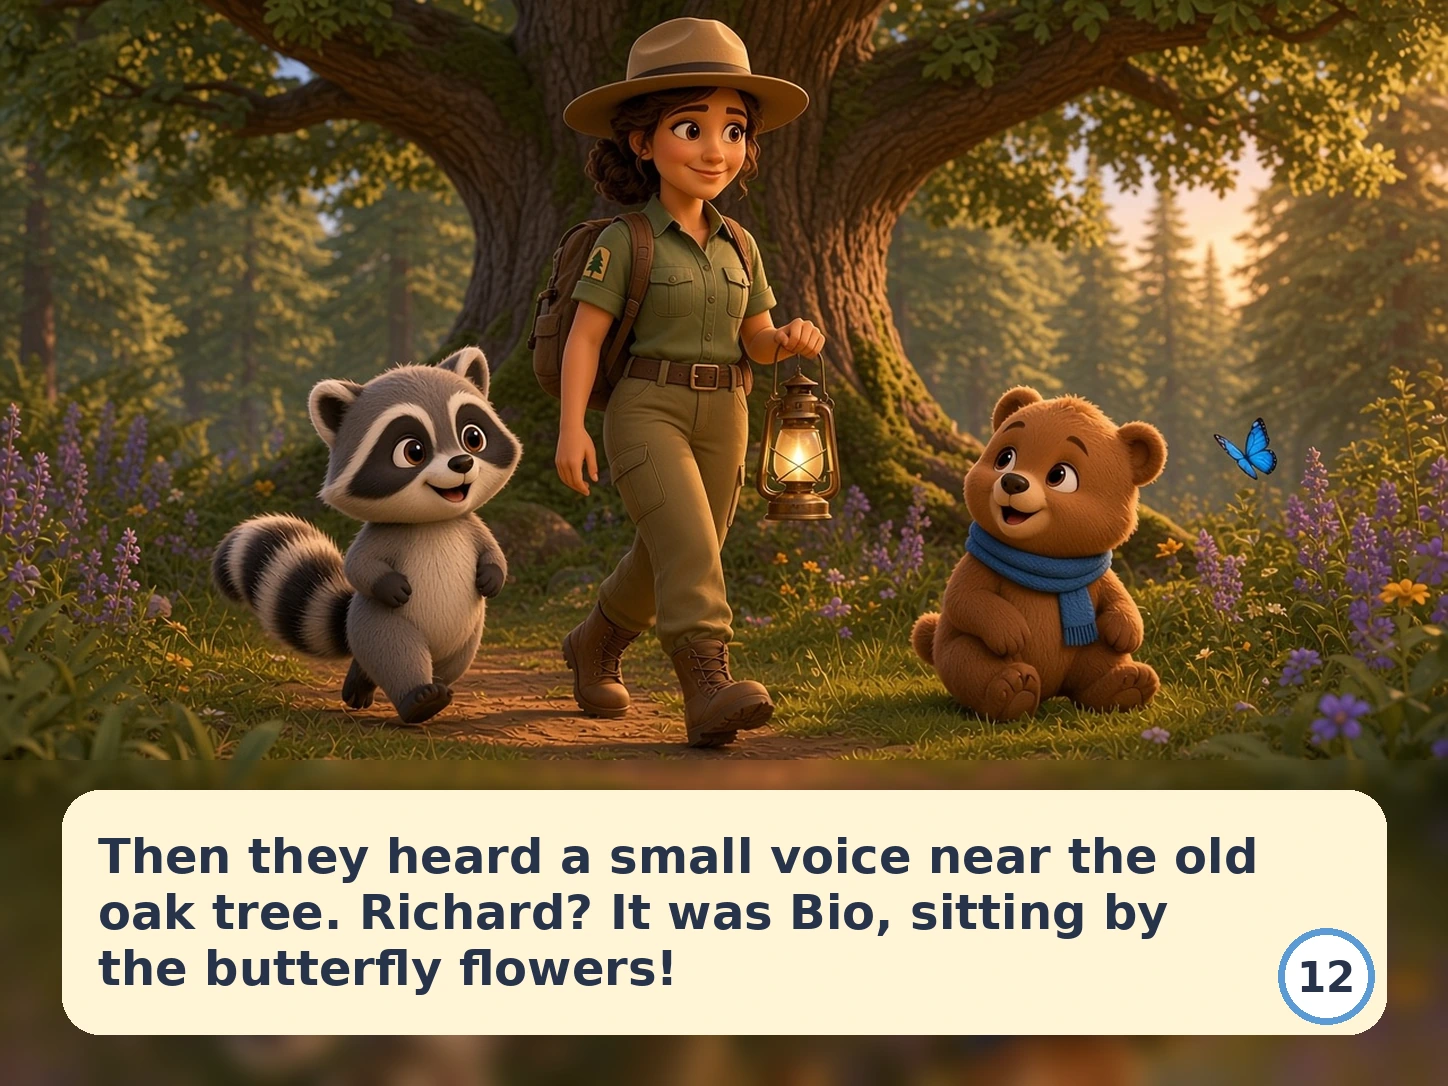 Then they heard a small voice near the old
oak tree. Richard? It was Bio, sitting by
the butterfly flowers!
12